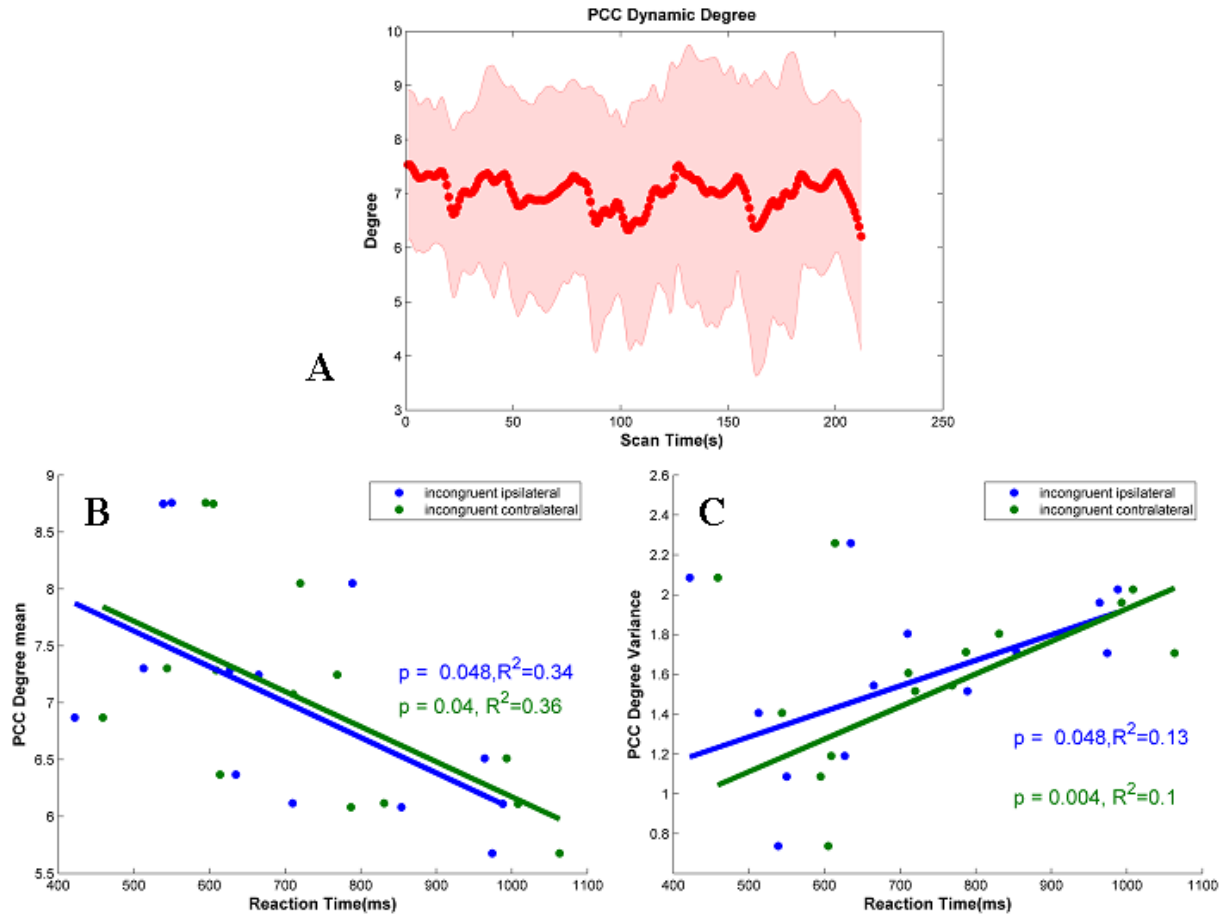 PCC Dynamic Degree
10
9
8
7
6
5
4
3
Degree
0 50 100 150 200 250
Scan Time(s)
A
B
9
8.5
8
7.5
7
6.5
6
5.5
PCC Degree mean
incongruent ipsilateral
incongruent contralateral
p = 0.048,R²=0.34
p = 0.04, R²=0.36
400 500 600 700 800 900 1000 1100
Reaction Time(ms)
C
2.6
2.4
2.2
2
1.8
1.6
1.4
1.2
1
0.8
PCC Degree Variance
incongruent ipsilateral
incongruent contralateral
p = 0.048,R²=0.13
p = 0.004, R²=0.1
400 500 600 700 800 900 1000 1100
Reaction Time(ms)